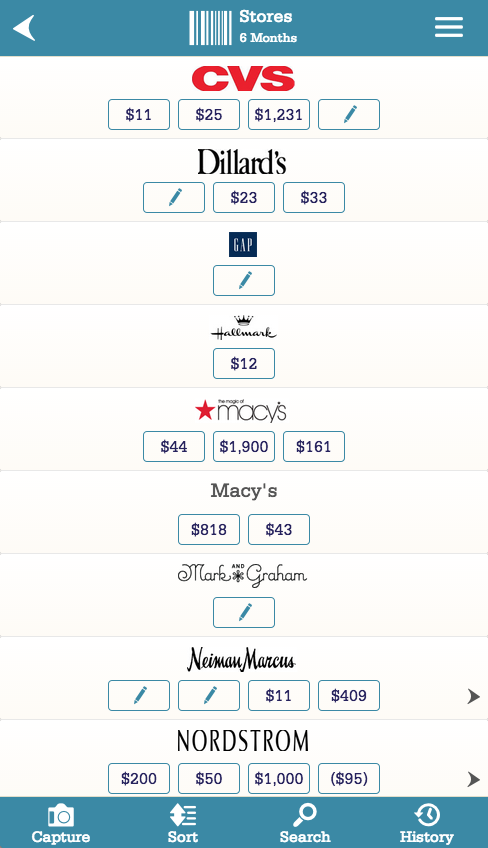 Stores
6 Months
CVS
$11 $25 $1,231
Dillard's
$23 $33
GAP
Hallmark
$12
the magic of
macy's
$44 $1,900 $161
Macy's
$818 $43
Mark AND Graham
Neiman Marcus
$11 $409
NORDSTROM
$200 $50 $1,000 ($95)
Capture Sort Search History